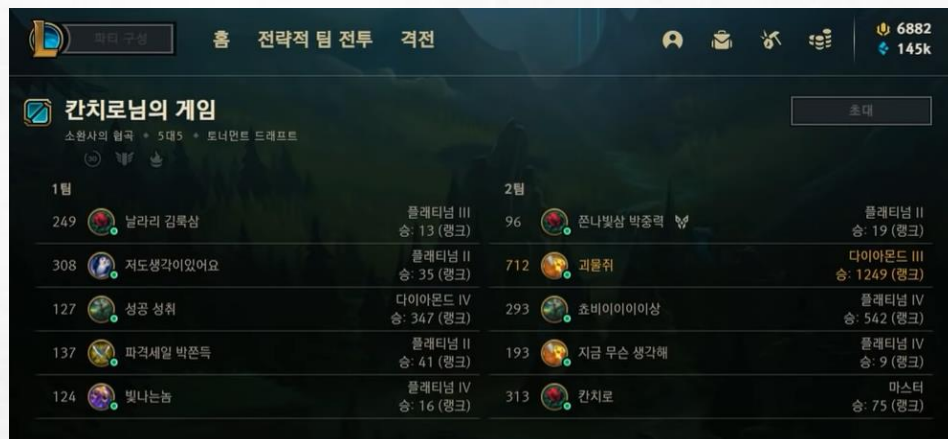 파티 구성
홈 전략적 팀 전투 격전
6882
145k
칸치로님의 게임
초대
소환사의 협곡 • 5대5 • 토너먼트 드래프트
30
1팀
249 날라리 김룩삼 플래티넘 III
승: 13 (랭크)
308 저도생각이있어요 플래티넘 II
승: 35 (랭크)
127 성공 성취 다이아몬드 IV
승: 347 (랭크)
137 파격세일 박쫀득 플래티넘 II
승: 41 (랭크)
124 빛나는놈 플래티넘 IV
승: 16 (랭크)
2팀
96 쫀나빛삼 박중력 플래티넘 II
승: 19 (랭크)
712 괴물쥐 다이아몬드 III
승: 1249 (랭크)
293 쵸비이이이이상 플래티넘 IV
승: 542 (랭크)
193 지금 무슨 생각해 플래티넘 IV
승: 9 (랭크)
313 칸치로 마스터
승: 75 (랭크)